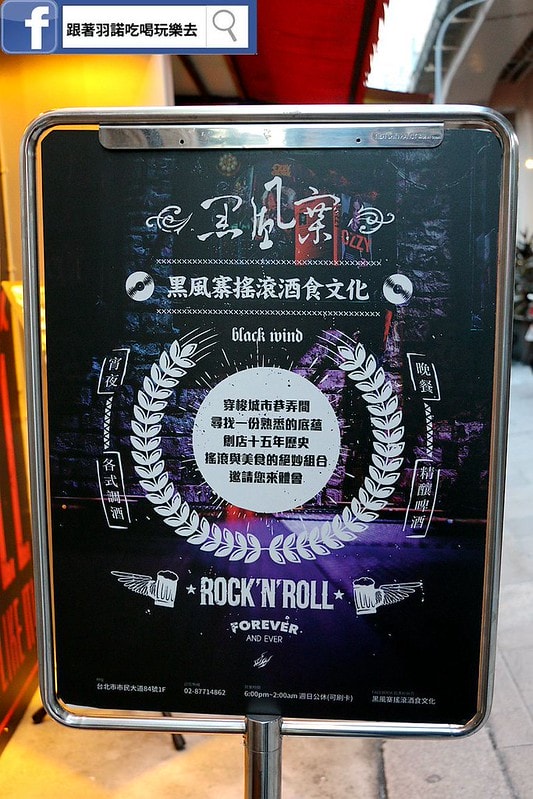 跟著羽諾吃喝玩樂去
黑風寨
OZZY
黑風寨搖滾酒食文化
black wind
宵夜
晚餐
穿梭城市巷弄間
尋找一份熟悉的底蘊
創店十五年歷史
搖滾與美食的絕妙組合
邀請您來體會
各式調酒
精釀啤酒
ROCK'N'ROLL
FOREVER
AND EVER
台北市市民大道84號1F
02-87714862
6:00pm~2:00am 週日公休(可刷卡)
黑風寨搖滾酒食文化